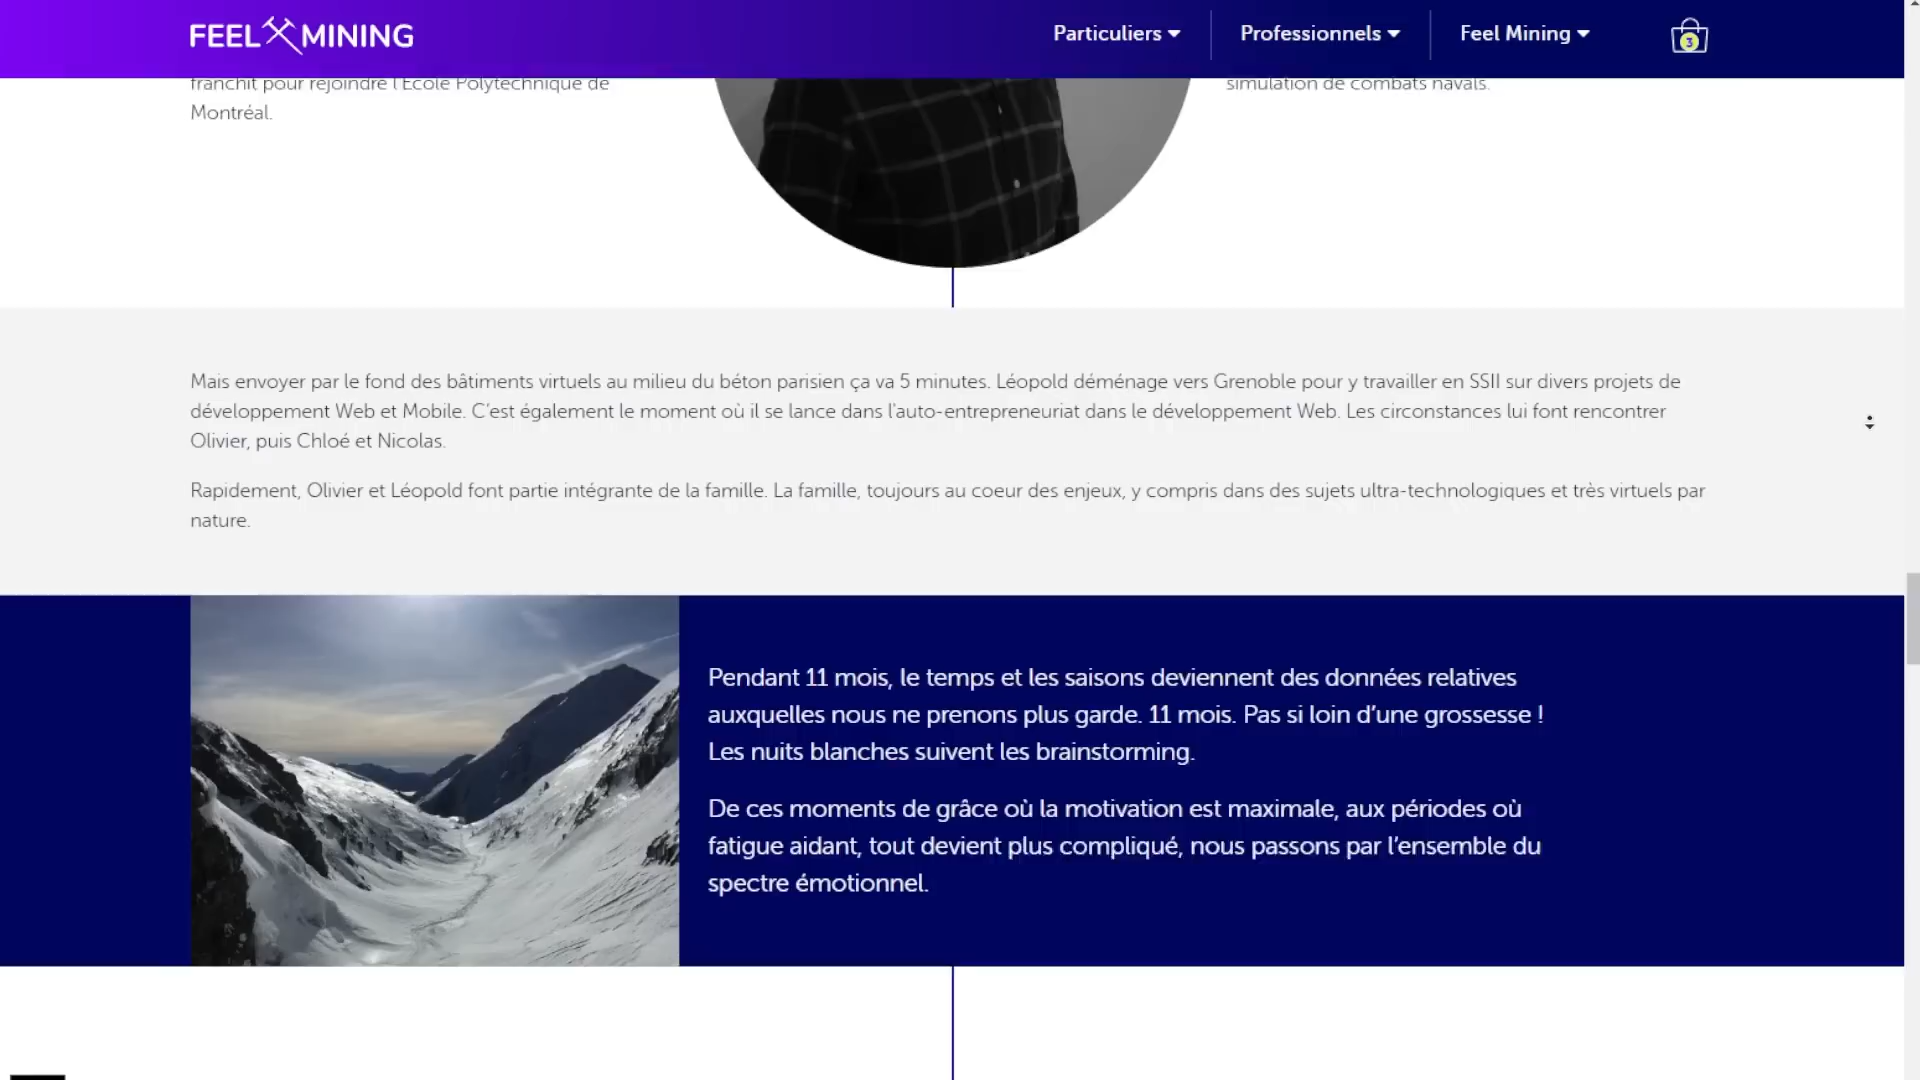 FEEL MINING
Particuliers
Professionnels
Feel Mining
3
franchit pour rejoindre l'Ecole Polytechnique de
Montréal.
simulation de combats navals.
Mais envoyer par le fond des bâtiments virtuels au milieu du béton parisien ça va 5 minutes. Léopold déménage vers Grenoble pour y travailler en SSII sur divers projets de
développement Web et Mobile. C'est également le moment où il se lance dans l'auto-entrepreneuriat dans le développement Web. Les circonstances lui font rencontrer
Olivier, puis Chloé et Nicolas.
Rapidement, Olivier et Léopold font partie intégrante de la famille. La famille, toujours au coeur des enjeux, y compris dans des sujets ultra-technologiques et très virtuels par
nature.
Pendant 11 mois, le temps et les saisons deviennent des données relatives
auxquelles nous ne prenons plus garde. 11 mois. Pas si loin d'une grossesse !
Les nuits blanches suivent les brainstorming.
De ces moments de grâce où la motivation est maximale, aux périodes où
fatigue aidant, tout devient plus compliqué, nous passons par l'ensemble du
spectre émotionnel.